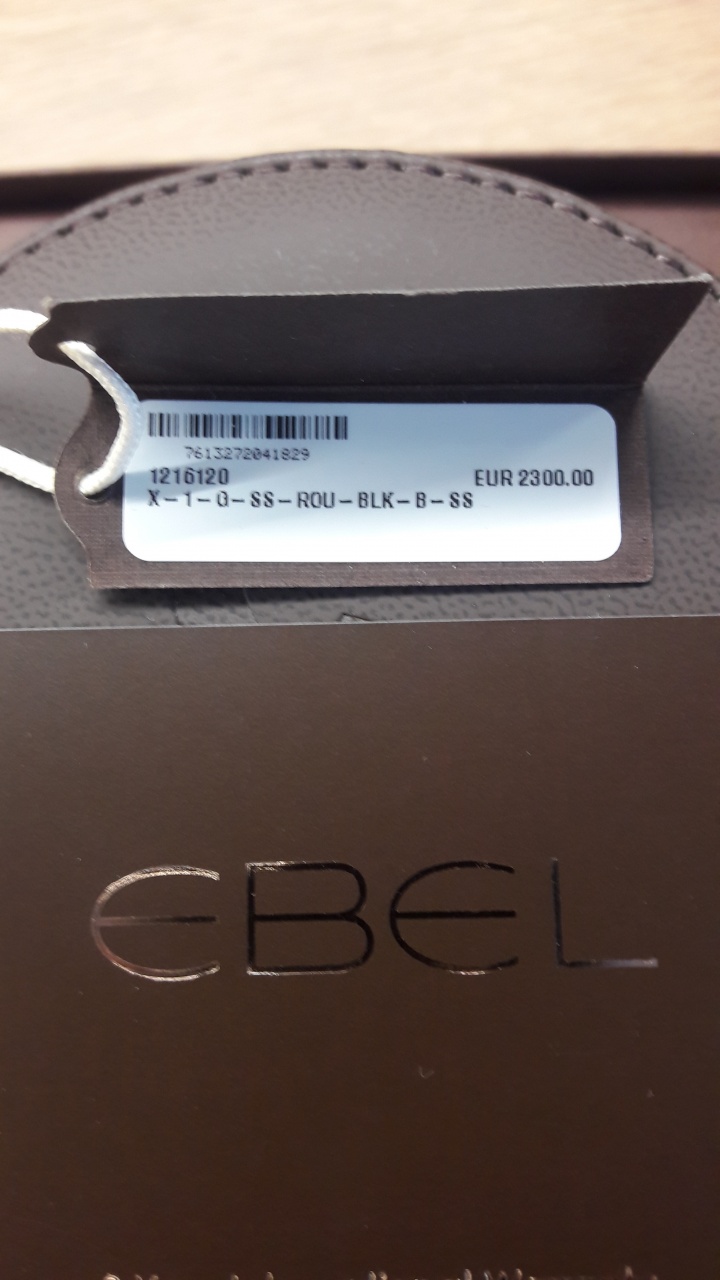 7613272041829
1216120 EUR 2300.00
X-1-G-SS-ROU-BLK-B-SS
EBEL